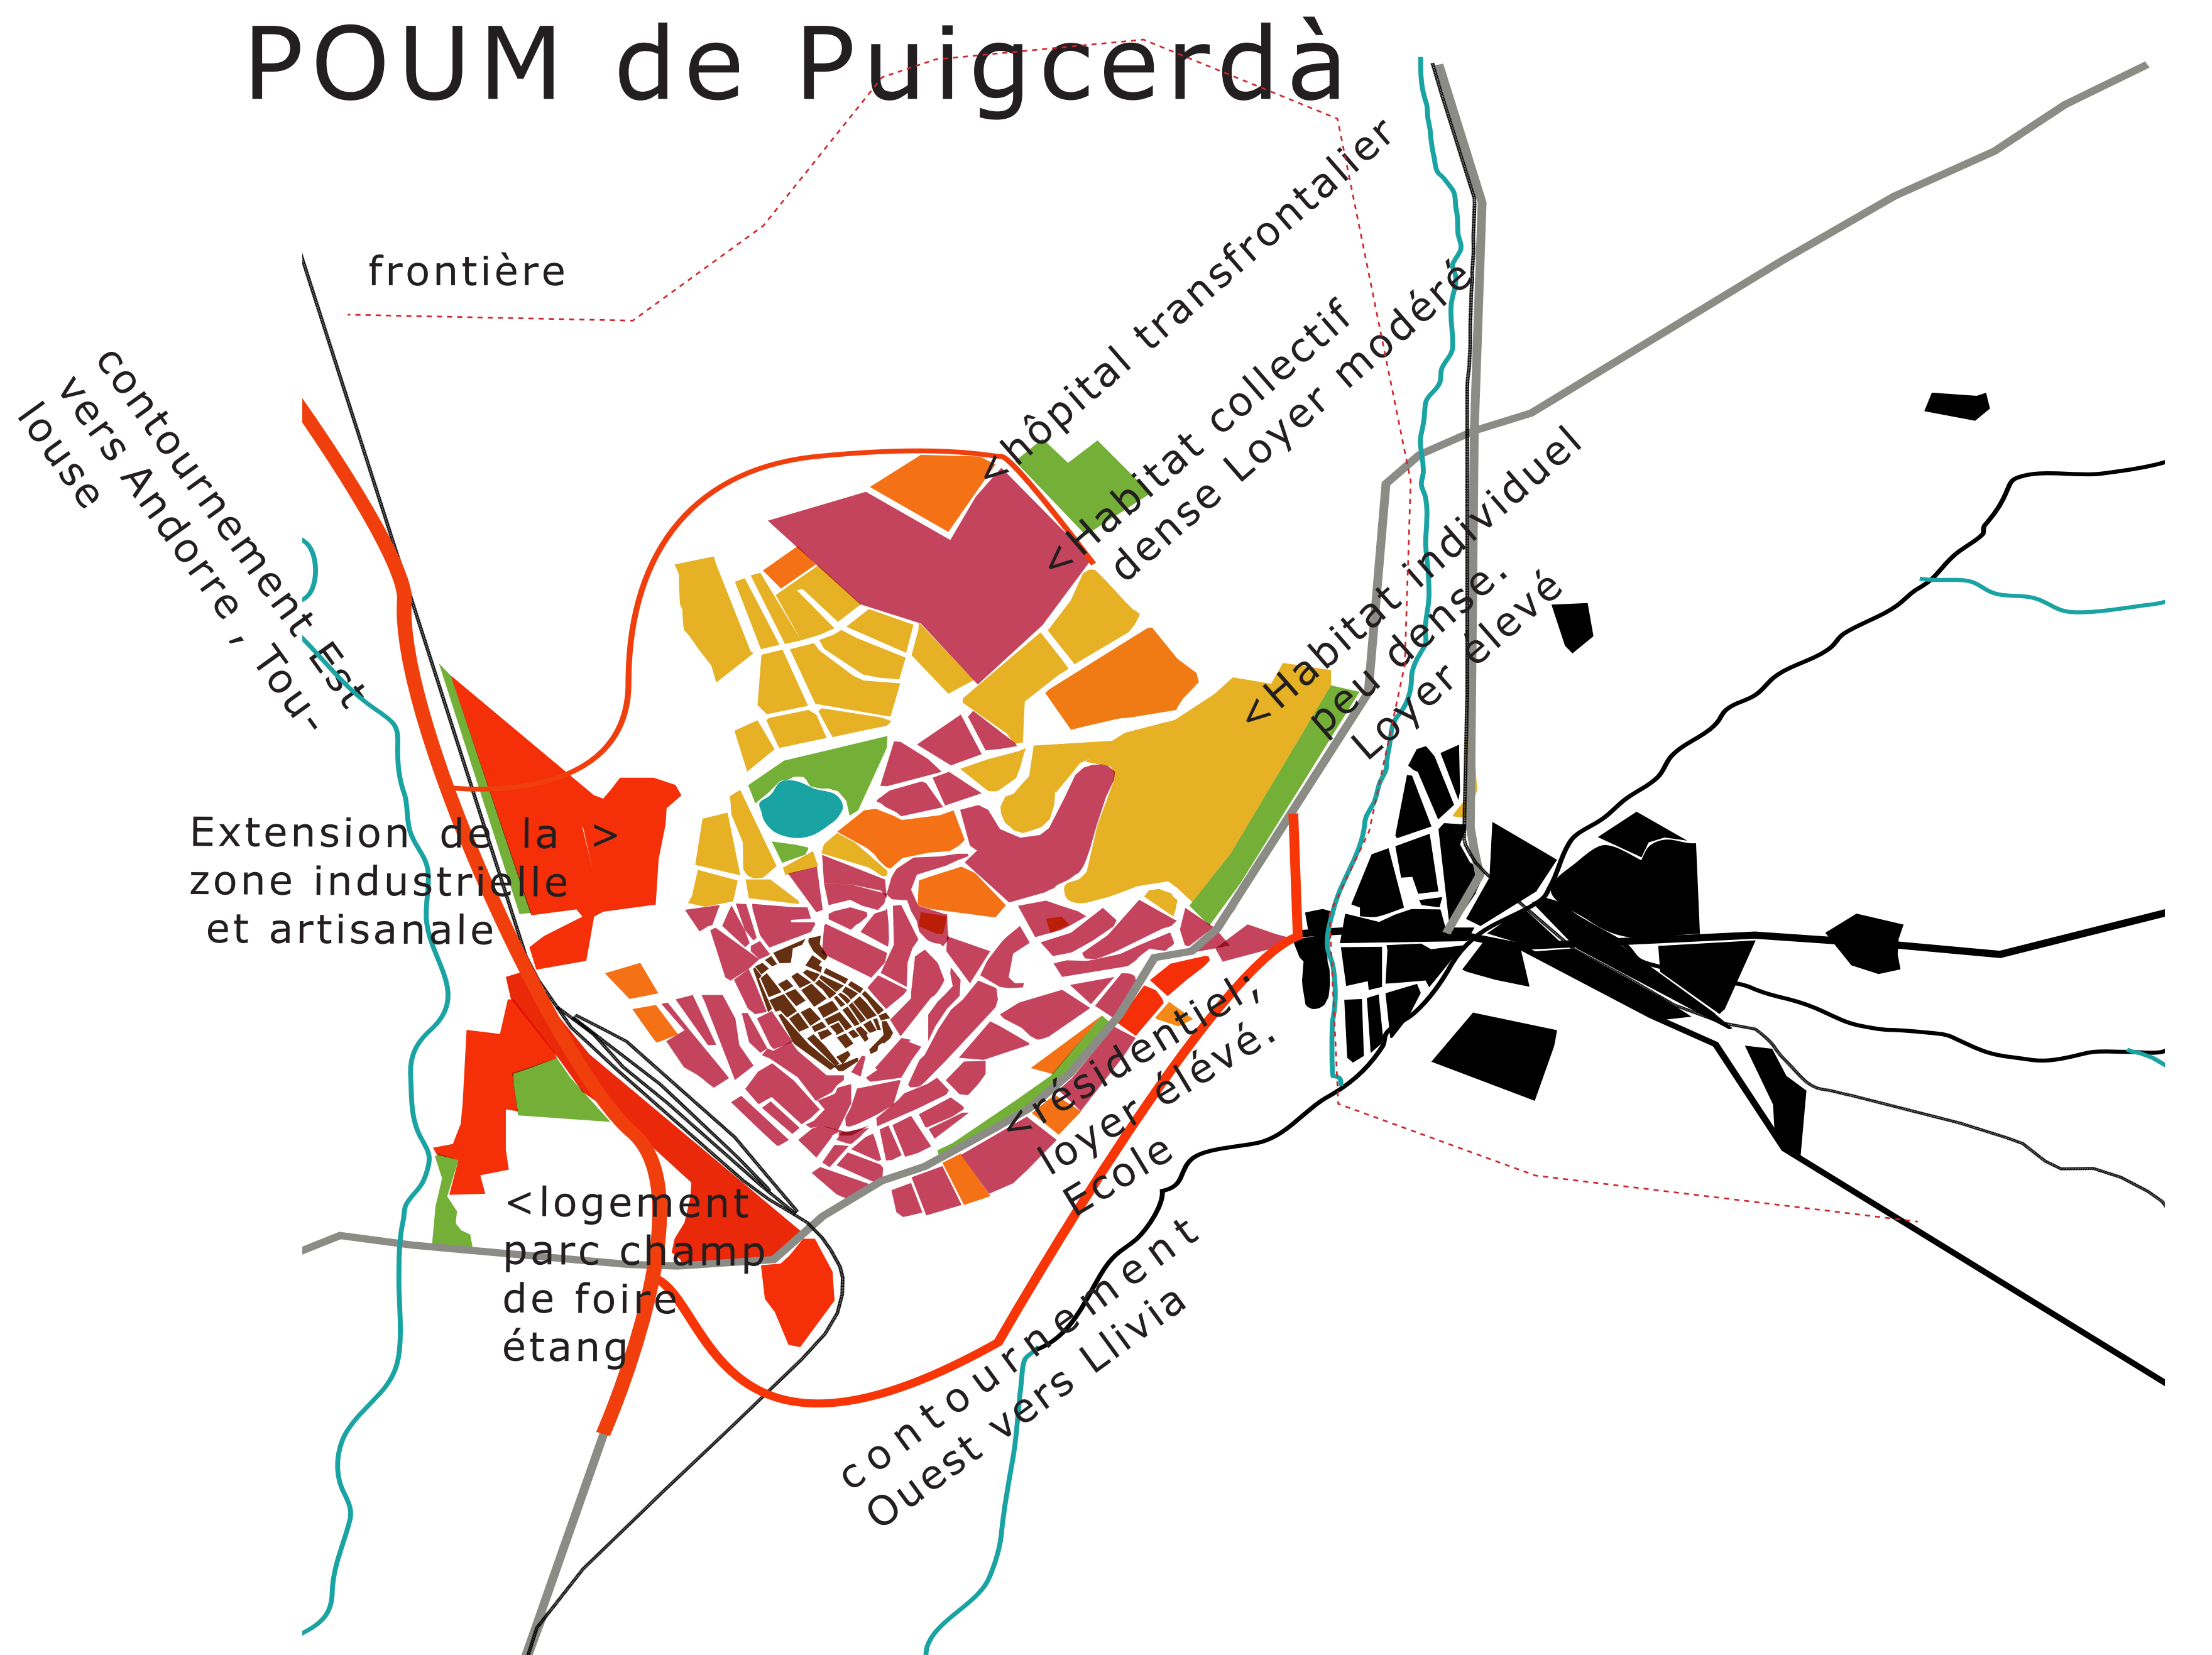 POUM de Puigcerdà
frontière
<hôpital transfrontalier
<Habitat collectif
dense Loyer modéré
<Habitat individuel
peu dense.
Loyer elevé
contournement Est
vers Andorre, Tou-
louse
Extension de la >
zone industrielle
et artisanale
<résidentiel;
loyer élévé.
Ecole
<logement
parc champ
de foire
étang
contournement
Ouest vers Llivia